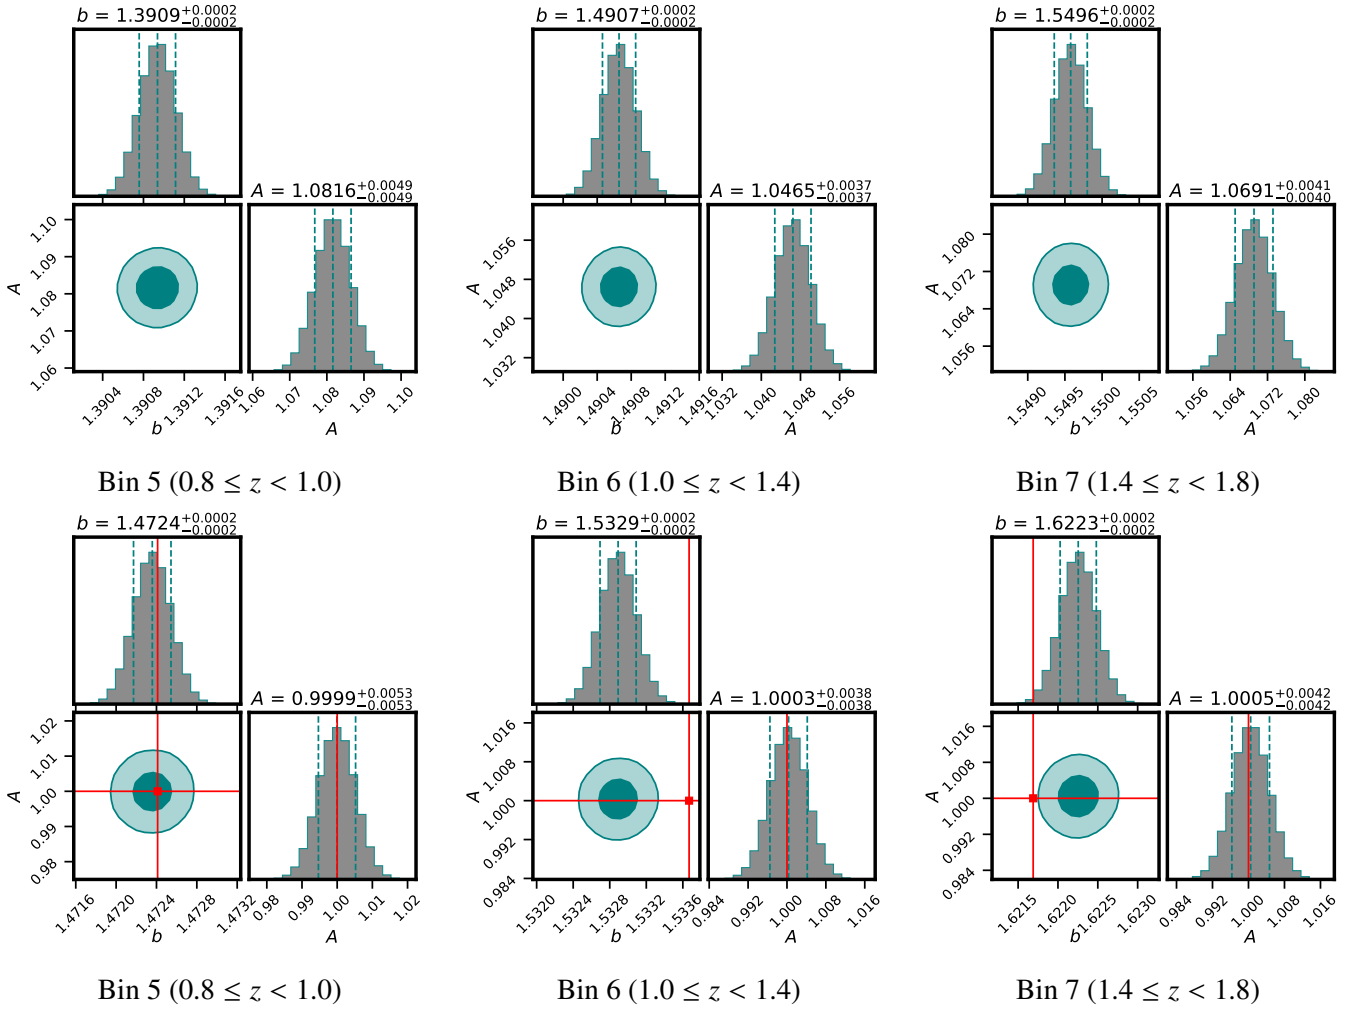 b = 1.3909 +0.0002 −0.0002
b = 1.4907 +0.0002 −0.0002
b = 1.5496 +0.0002 −0.0002
A = 1.0816 +0.0049 −0.0049
A = 1.0465 +0.0037 −0.0037
A = 1.0691 +0.0041 −0.0040
A
1.10
1.09
1.08
1.07
1.06
1.3904
1.3908
1.3912
1.3916
b
1.06
1.07
1.08
1.09
1.10
A
A
1.056
1.048
1.040
1.032
1.4900
1.4904
1.4908
1.4912
1.4916
b
1.032
1.040
1.048
1.056
A
A
1.080
1.072
1.064
1.056
1.5490
1.5495
1.5500
1.5505
b
1.056
1.064
1.072
1.080
A
Bin 5 (0.8 ≤ z < 1.0)
Bin 6 (1.0 ≤ z < 1.4)
Bin 7 (1.4 ≤ z < 1.8)
b = 1.4724 +0.0002 −0.0002
b = 1.5329 +0.0002 −0.0002
b = 1.6223 +0.0002 −0.0002
A = 0.9999 +0.0053 −0.0053
A = 1.0003 +0.0038 −0.0038
A = 1.0005 +0.0042 −0.0042
A
1.02
1.01
1.00
0.99
0.98
1.4716
1.4720
1.4724
1.4728
1.4732
b
0.98
0.99
1.00
1.01
1.02
A
A
1.016
1.008
1.000
0.992
0.984
1.5320
1.5324
1.5328
1.5332
1.5336
b
0.984
0.992
1.000
1.008
1.016
A
A
1.016
1.008
1.000
0.992
0.984
1.6215
1.6220
1.6225
1.6230
b
0.984
0.992
1.000
1.008
1.016
A
Bin 5 (0.8 ≤ z < 1.0)
Bin 6 (1.0 ≤ z < 1.4)
Bin 7 (1.4 ≤ z < 1.8)